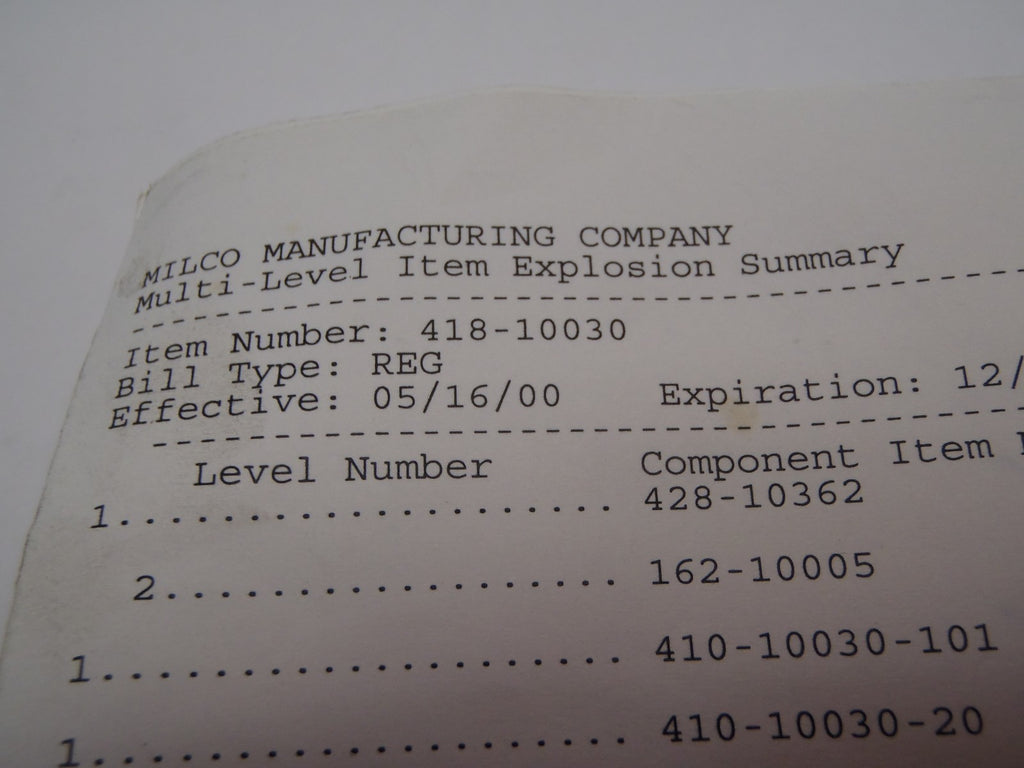 MILCO MANUFACTURING COMPANY
Multi-Level Item Explosion Summary
------------------------------------------------
Item Number: 418-10030
Bill Type: REG
Effective: 05/16/00 Expiration: 12/
------------------------------------------------
Level Number Component Item
1.................... 428-10362
2.................. 162-10005
1..................... 410-10030-101
1..................... 410-10030-20